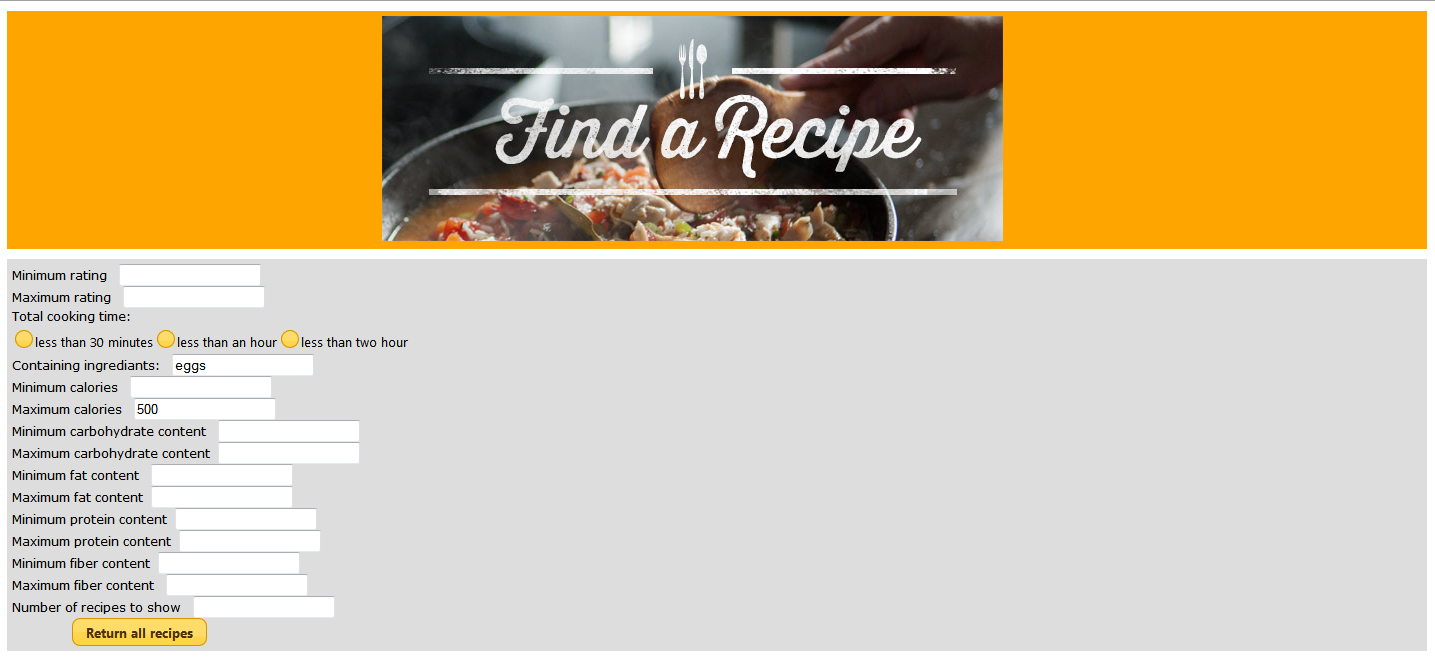 Find a Recipe
Minimum rating
Maximum rating
Total cooking time:
less than 30 minutes less than an hour less than two hour
Containing ingrediants: eggs
Minimum calories
Maximum calories 500
Minimum carbohydrate content
Maximum carbohydrate content
Minimum fat content
Maximum fat content
Minimum protein content
Maximum protein content
Minimum fiber content
Maximum fiber content
Number of recipes to show
Return all recipes